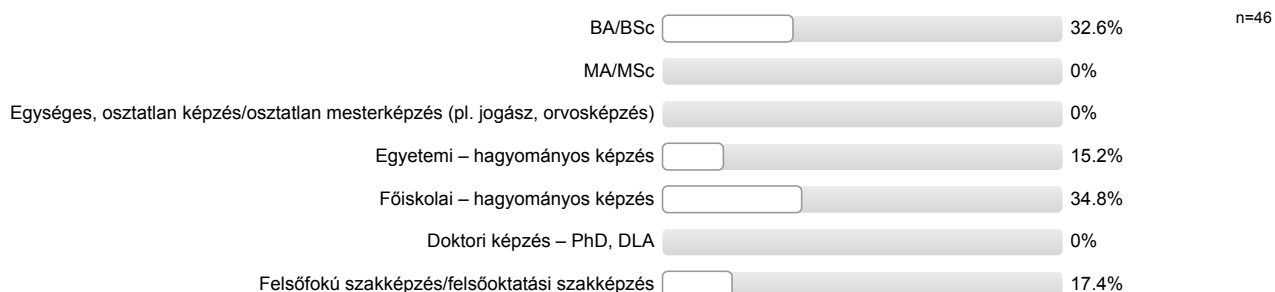 n=46
BA/BSc 32.6%
MA/MSc 0%
Egységes, osztatlan képzés/osztatlan mesterképzés (pl. jogász, orvosképzés) 0%
Egyetemi – hagyományos képzés 15.2%
Főiskolai – hagyományos képzés 34.8%
Doktori képzés – PhD, DLA 0%
Felsőfokú szakképzés/felsőoktatási szakképzés 17.4%